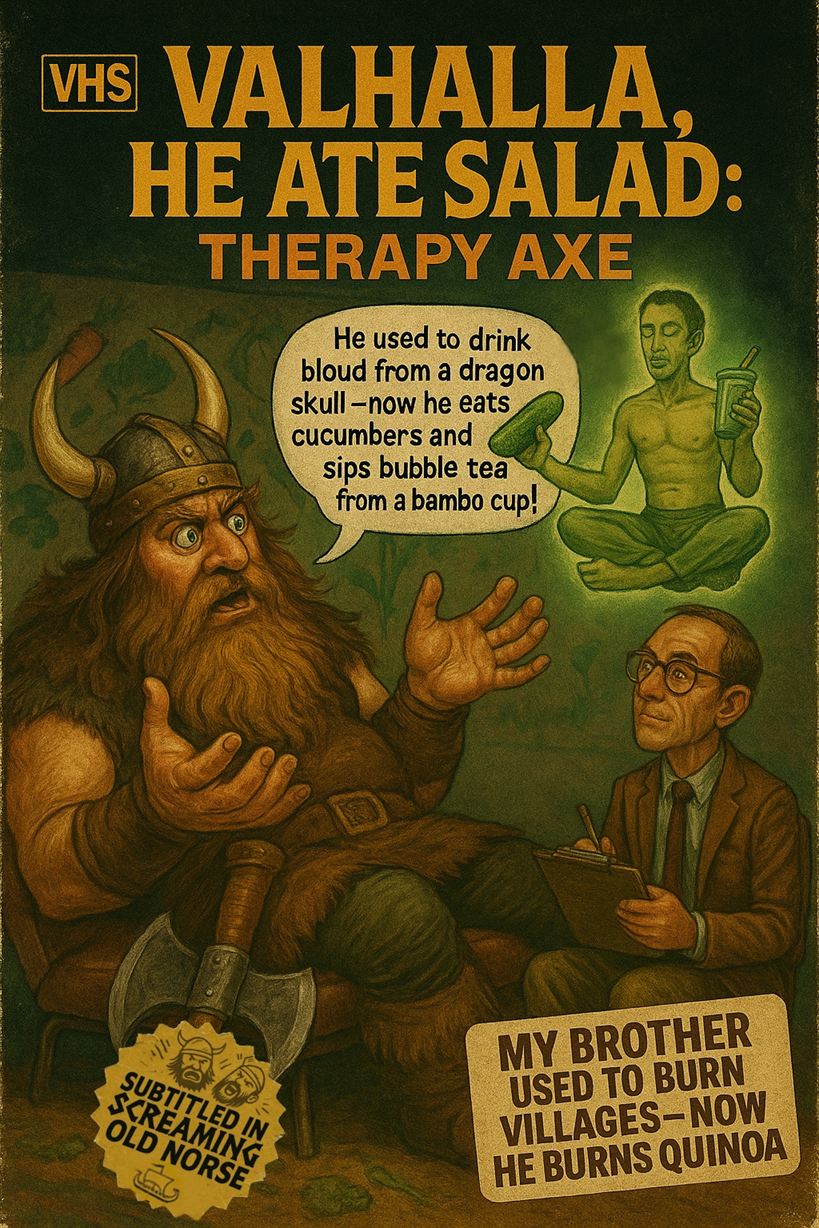 VHS
VALHALLA,
HE ATE SALAD:
THERAPY AXE
He used to drink
bloud from a dragon
skull–now he eats
cucumbers and
sips bubble tea
from a bambo cup!
SUBTITLED IN
SCREAMING
OLD NORSE
MY BROTHER
USED TO BURN
VILLAGES–NOW
HE BURNS QUINOA